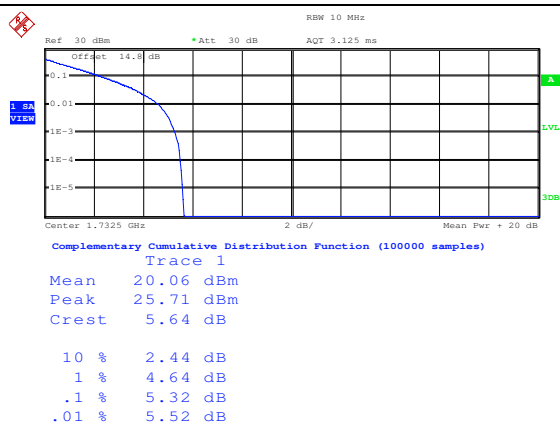 RBW 10 MHz
Ref 30 dBm *Att 30 dB AQT 3.125 ms
Offset 14.8 dB
0.1
A
0.01
1 SA
VIEW
1E-3
LVL
1E-4
1E-5
3DB
Center 1.7325 GHz 2 dB/ Mean Pwr + 20 dB
Complementary Cumulative Distribution Function (100000 samples)
Trace 1
Mean 20.06 dBm
Peak 25.71 dBm
Crest 5.64 dB
10 % 2.44 dB
1 % 4.64 dB
.1 % 5.32 dB
.01 % 5.52 dB